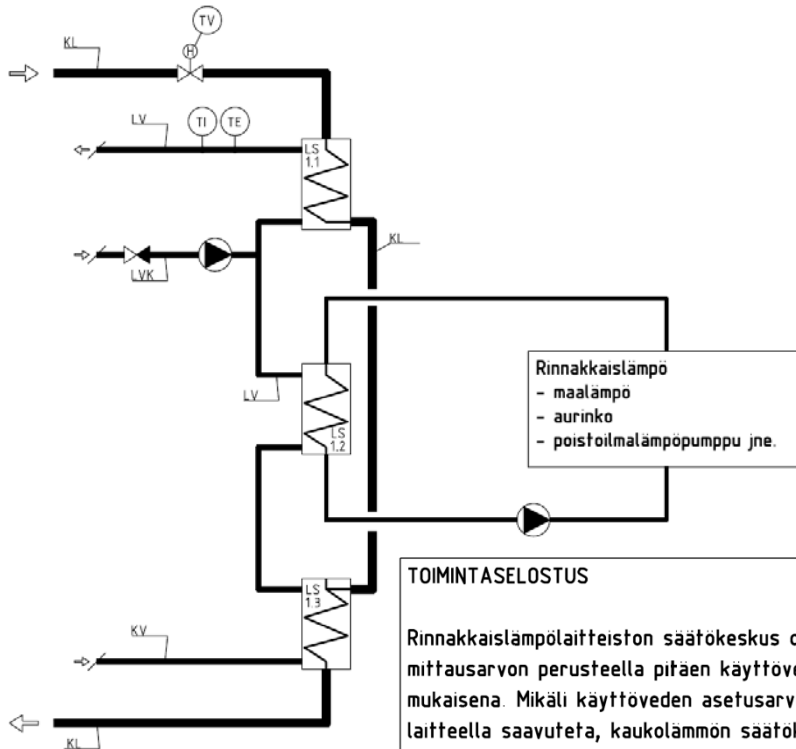 TV
H
KL
LV
TI
TE
LS
1.1
KL
LVK
Rinnakkaislämpö
- maalämpö
- aurinko
- poistoilmalämpöpumppu jne.
LV
LS
1.2
TOIMINTASELOSTUS
LS
1.3
KV
Rinnakkaislämpölaitteiston säätökeskus
mittausarvon perusteella pitäen
mukaisena. Mikäli käyttöveden
laitteella saavuteta, kaukolämmön
KL